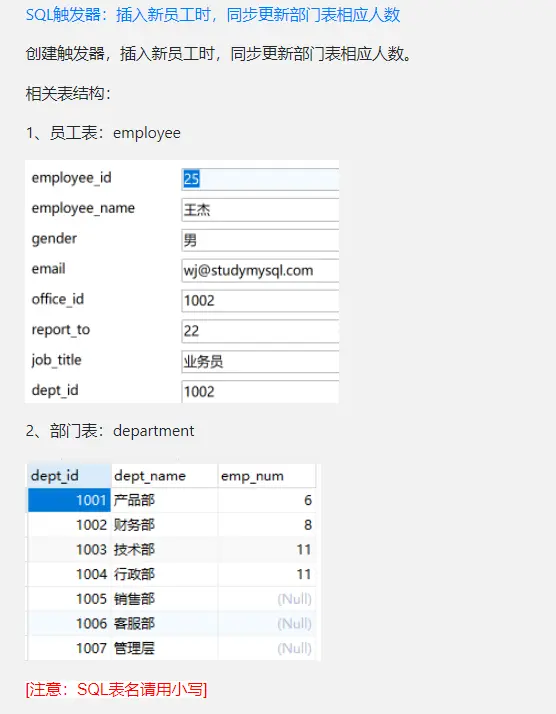 SQL触发器：插入新员工时，同步更新部门表相应人数
创建触发器，插入新员工时，同步更新部门表相应人数。
相关表结构：
1、员工表：employee
employee_id 25
employee_name 王杰
gender 男
email wj@studymysql.com
office_id 1002
report_to 22
job_title 业务员
dept_id 1002
2、部门表：department
dept_id dept_name emp_num
1001 产品部 6
1002 财务部 8
1003 技术部 11
1004 行政部 11
1005 销售部 (Null)
1006 客服部 (Null)
1007 管理层 (Null)
[注意：SQL表名请用小写]